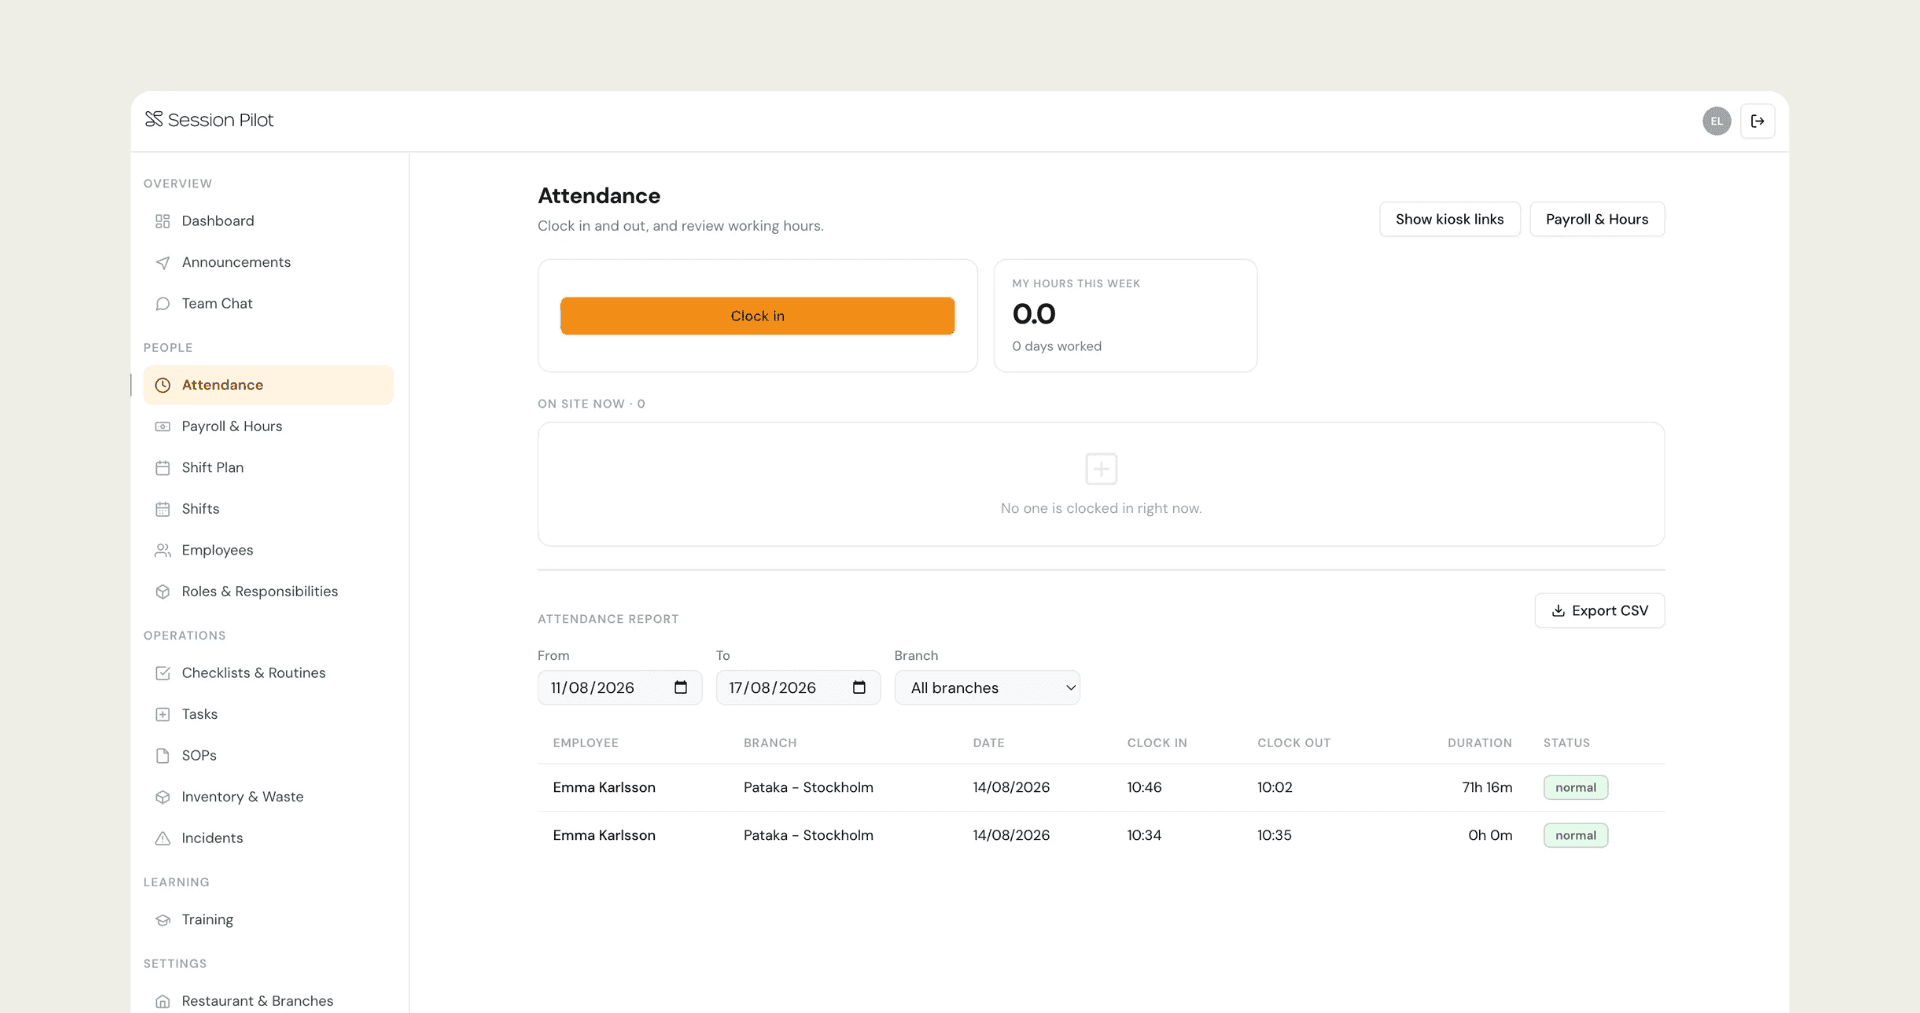 Session Pilot
EL
OVERVIEW
Dashboard
Announcements
Team Chat
PEOPLE
Attendance
Payroll & Hours
Shift Plan
Shifts
Employees
Roles & Responsibilities
OPERATIONS
Checklists & Routines
Tasks
SOPs
Inventory & Waste
Incidents
LEARNING
Training
SETTINGS
Restaurant & Branches
Attendance
Clock in and out, and review working hours.
Show kiosk links
Payroll & Hours
Clock in
MY HOURS THIS WEEK
0.0
0 days worked
ON SITE NOW · 0
No one is clocked in right now.
ATTENDANCE REPORT
Export CSV
From To Branch
11/08/2026 17/08/2026 All branches
EMPLOYEE BRANCH DATE CLOCK IN CLOCK OUT DURATION STATUS
Emma Karlsson Pataka - Stockholm 14/08/2026 10:46 10:02 71h 16m normal
Emma Karlsson Pataka - Stockholm 14/08/2026 10:34 10:35 0h 0m normal